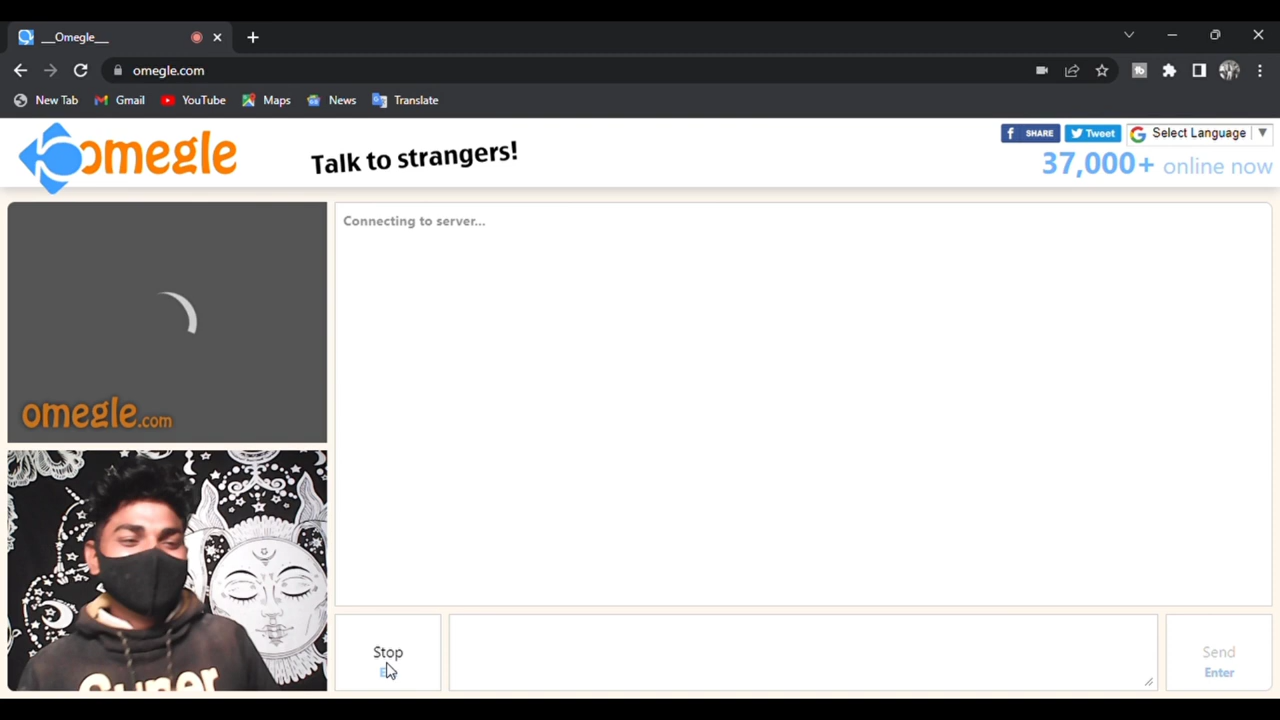 __Omegle__
omegle.com
New Tab
Gmail
YouTube
Maps
News
Translate
omegle
Talk to strangers!
f SHARE
Tweet
G Select Language ▼
37,000+ online now
Connecting to server...
omegle.com
Stop
Send
Enter